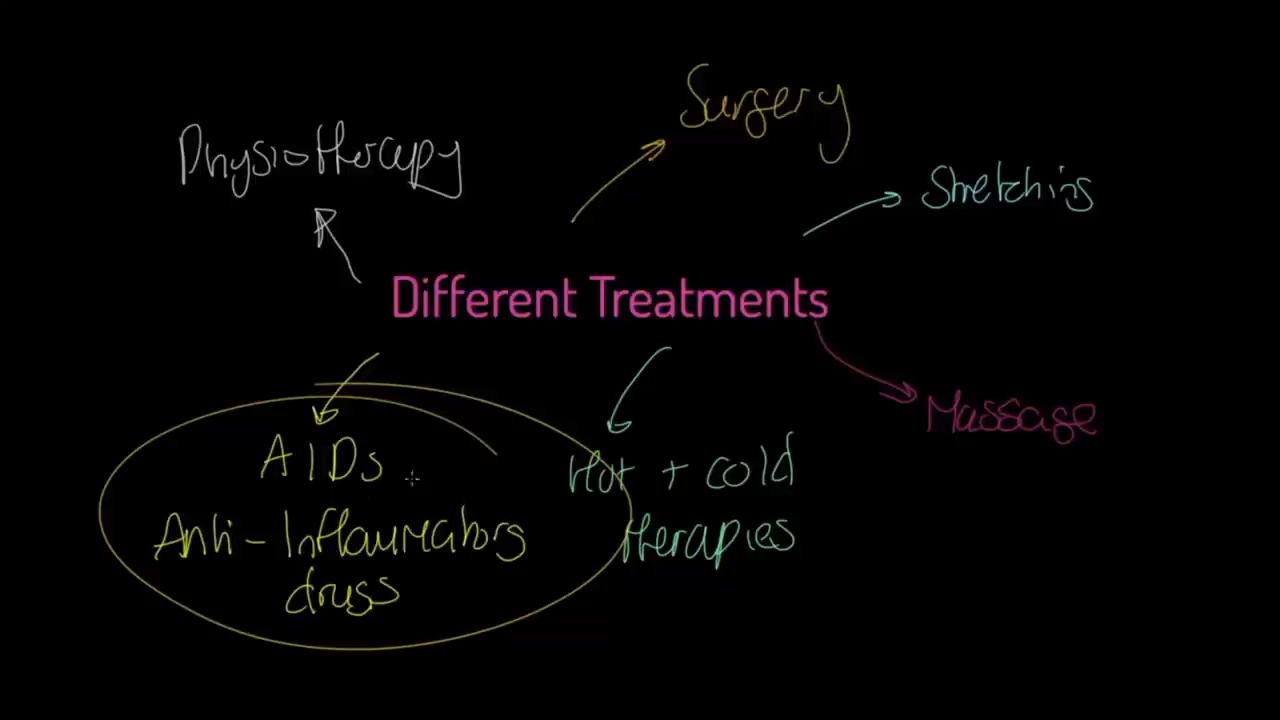 Surgery
Physiotherapy
Stretching
Different Treatments
Massage
AIDs
Hot + cold
Anti-Inflammatory
therapies
drugs